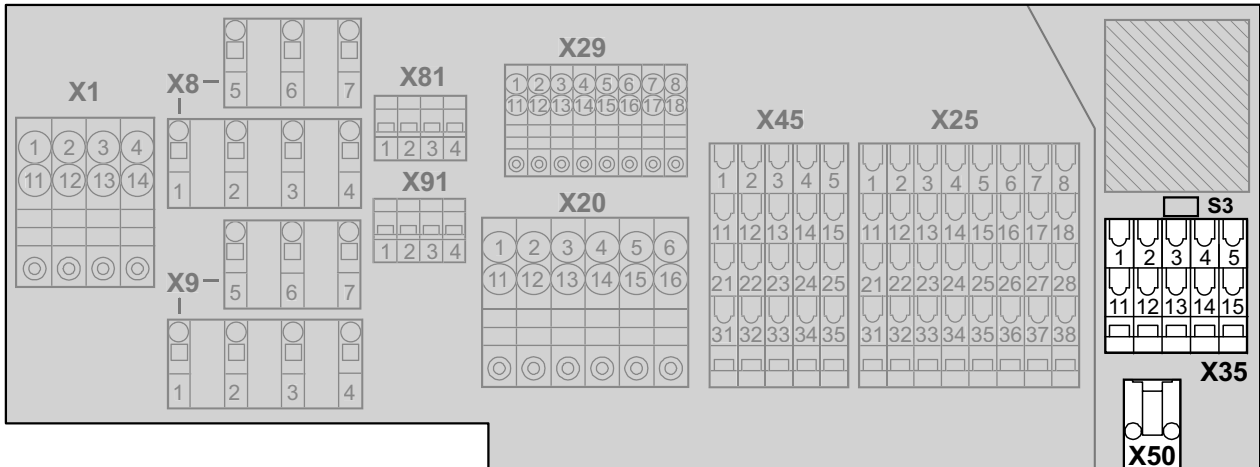 X1
1 2 3 4
11 12 13 14
X8
5 6 7
1 2 3 4
X9
5 6 7
1 2 3 4
X81
1 2 3 4
X91
1 2 3 4
X29
1 2 3 4 5 6 7 8
11 12 13 14 15 16 17 18
X20
1 2 3 4 5 6
11 12 13 14 15 16
X45
1 2 3 4 5
11 12 13 14 15
21 22 23 24 25
31 32 33 34 35
X25
1 2 3 4 5 6 7 8
11 12 13 14 15 16 17 18
21 22 23 24 25 26 27 28
31 32 33 34 35 36 37 38
S3
1 2 3 4 5
11 12 13 14 15
X35
X50